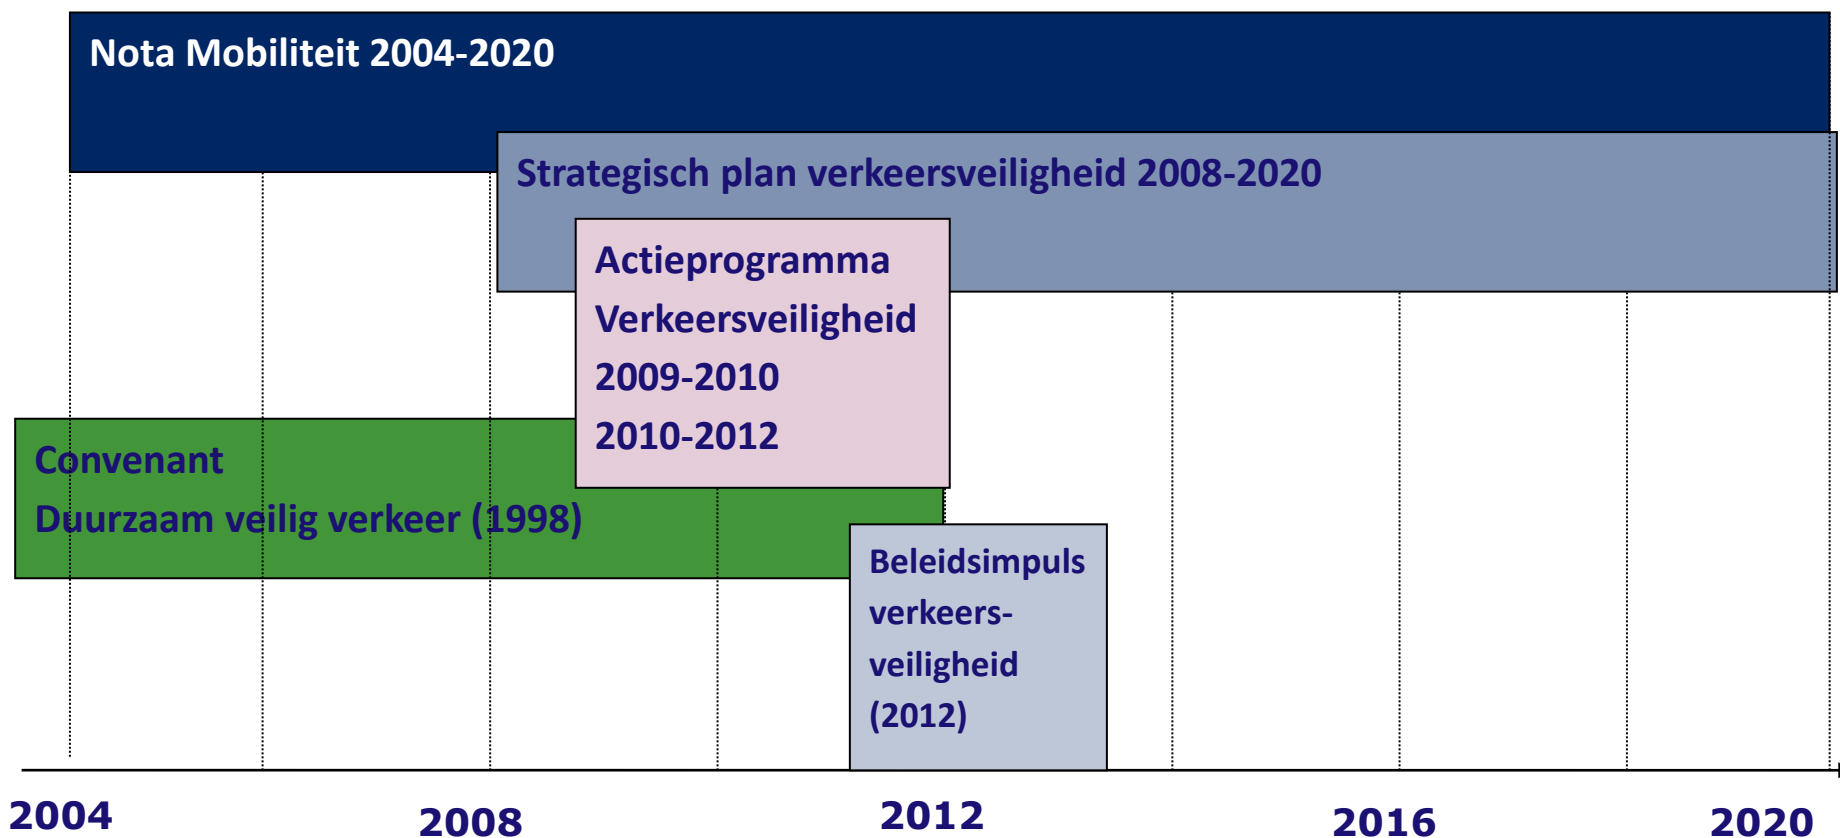 Nota Mobiliteit 2004-2020
Strategisch plan verkeersveiligheid 2008-2020
Actieprogramma
Verkeersveiligheid
2009-2010
2010-2012
Convenant
Duurzaam veilig verkeer (1998)
Beleidsimpuls
verkeers-
veiligheid
(2012)
2004 2008 2012 2016 2020